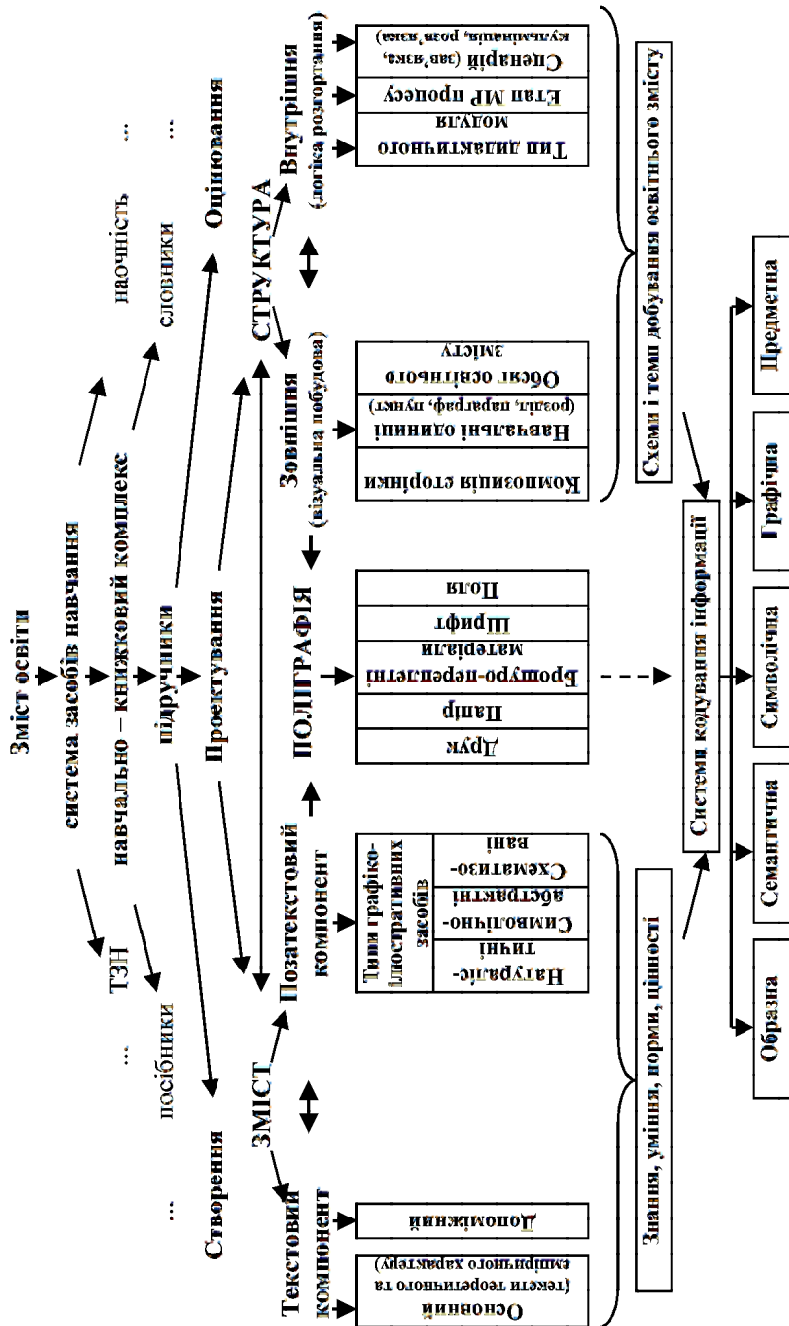 Зміст освіти
система засобів навчання
... ТЗН навчально – книжковий комплекс наочність ...
... посібники підручники словники ...
Створення Проектування Оцінювання
ЗМІСТ СТРУКТУРА
Текстовий
компонент
Позатекстовий
компонент
ПОЛІГРАФІЯ
Зовнішня
(візуальна побудова)
Внутрішня
(логіка розгортання)
Основний
(тексти теоретичного та
емпіричного характеру)
Допоміжний
Типи графіко-
ілюстративних
засобів
Натураліс-
тичні
Символічно-
абстрактні
Схематизо-
вані
Друк
Папір
Брошуро-переплетні
матеріали
Шрифт
Поля
Композиція сторінки
Навчальні одиниці
(розділ, параграф, пункт)
Обсяг освітнього
змісту
Тип дидактичного
модуля
Етап МР процесу
Сценарій (зав’язка,
кульмінація, розв’язка)
Знання, уміння, норми, цінності
Схеми і темп добування освітнього змісту
Системи кодування інформації
Образна
Семантична
Символічна
Графічна
Предметна